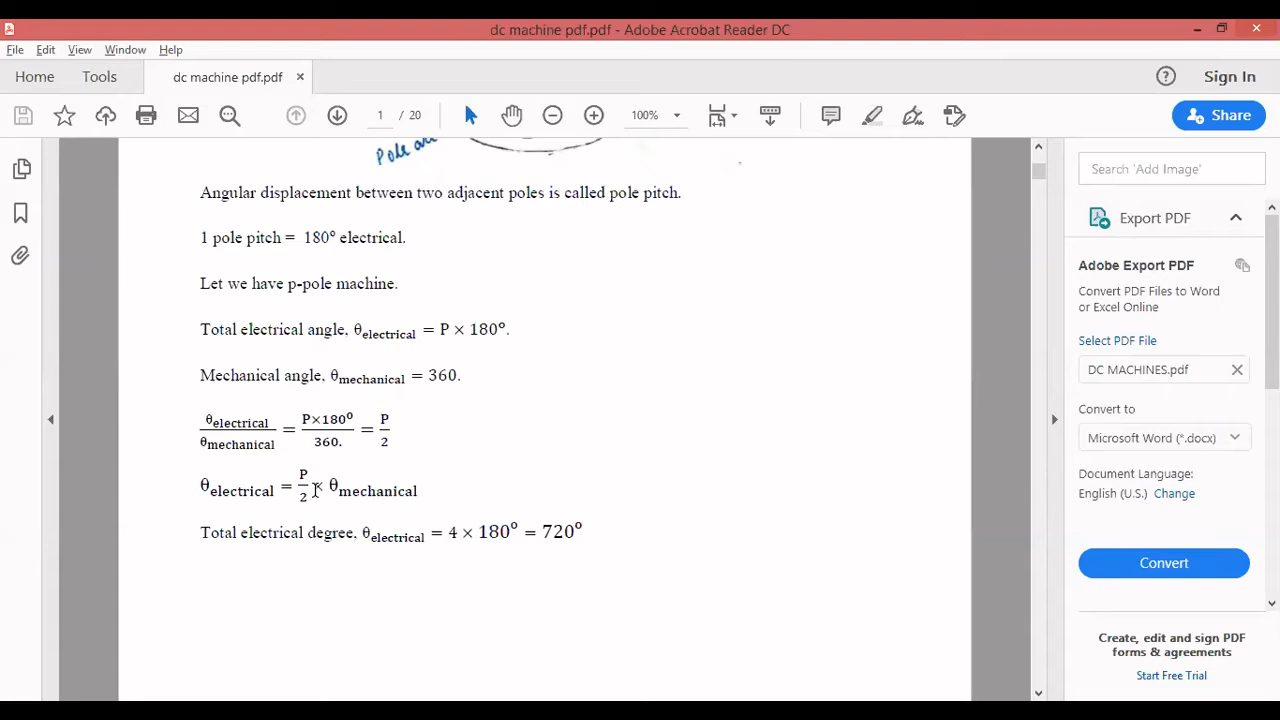 dc machine pdf.pdf - Adobe Acrobat Reader DC
File Edit View Window Help
Home Tools dc machine pdf.pdf × Sign In
1 / 20 100% Share
Pole arc
Angular displacement between two adjacent poles is called pole pitch.
1 pole pitch = 180° electrical.
Let we have p-pole machine.
Total electrical angle, θelectrical = P × 180°.
Mechanical angle, θmechanical = 360.
θelectrical/θmechanical = P×180°/360. = P/2
θelectrical = P/2 × θmechanical
Total electrical degree, θelectrical = 4 × 180° = 720°
Search 'Add Image'
Export PDF
Adobe Export PDF
Convert PDF Files to Word
or Excel Online
Select PDF File
DC MACHINES.pdf
Convert to
Microsoft Word (*.docx)
Document Language:
English (U.S.) Change
Convert
Create, edit and sign PDF
forms & agreements
Start Free Trial